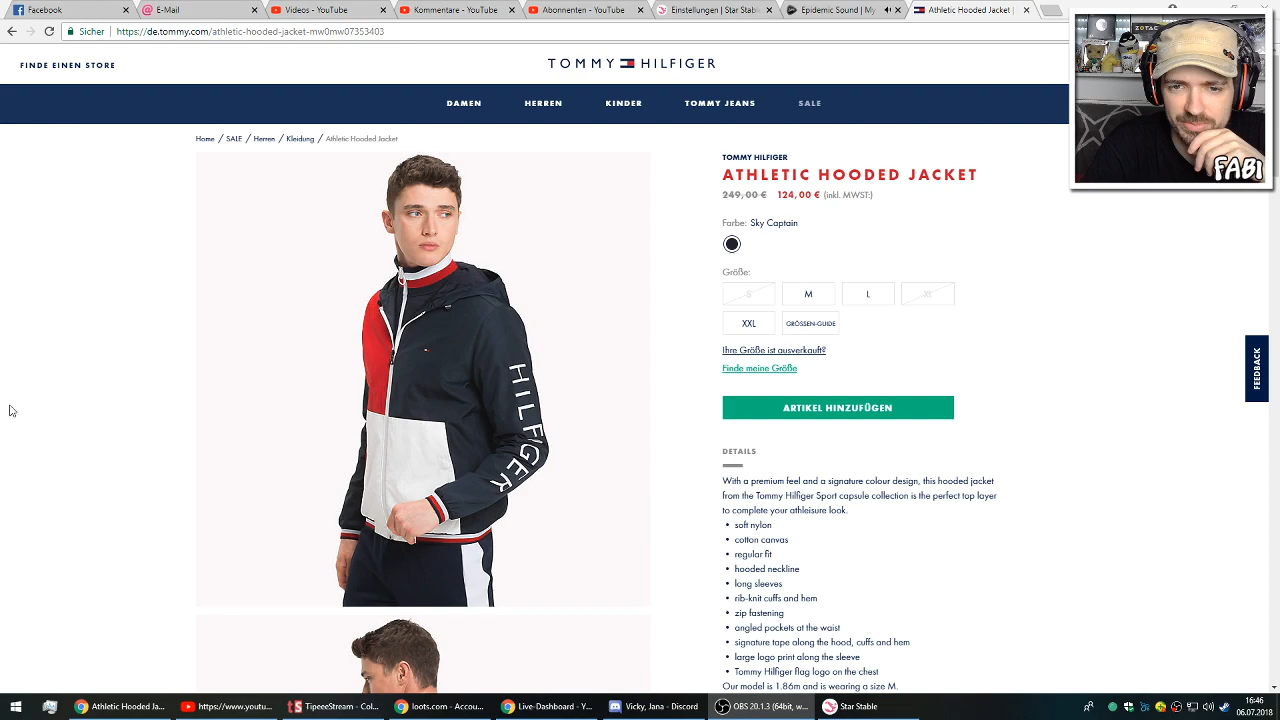 Facebook
E-Mail
Videos - YouTube
Kommentare - YouTube
Abonnenten - YouTube
Einstellungen | Star Stabl
Epidemic Sound | My
Athletic Hooded Jacket |
Sicher
https://de.tommy.com/athletic-hooded-jacket-mw0mw07353403
FINDE EINEN STORE
TOMMY HILFIGER
DAMEN HERREN KINDER TOMMY JEANS SALE
Home / SALE / Herren / Kleidung / Athletic Hooded Jacket
ZOTAC
FABI
HILFIGER
TOMMY HILFIGER
ATHLETIC HOODED JACKET
249,00 € 124,00 € (inkl. MWST:)
Farbe: Sky Captain
Größe:
S M L XL
XXL GRÖSSEN-GUIDE
Ihre Größe ist ausverkauft?
Finde meine Größe
ARTIKEL HINZUFÜGEN
FEEDBACK
DETAILS
With a premium feel and a signature colour design, this hooded jacket
from the Tommy Hilfiger Sport capsule collection is the perfect top layer
to complete your athleisure look.
• soft nylon
• cotton canvas
• regular fit
• hooded neckline
• long sleeves
• rib-knit cuffs and hem
• zip fastening
• angled pockets at the waist
• signature tape along the hood, cuffs and hem
• large logo print along the sleeve
• Tommy Hilfiger flag logo on the chest
Our model is 1.86m and is wearing a size M.
Athletic Hooded Ja...
https://www.youtu...
TipeeeStream - Col...
loots.com - Accou...
Live-Dashboard - Y...
Vicky, Jana - Discord
OBS 20.1.3 (64bit, w...
Star Stable
16:46
06.07.2018